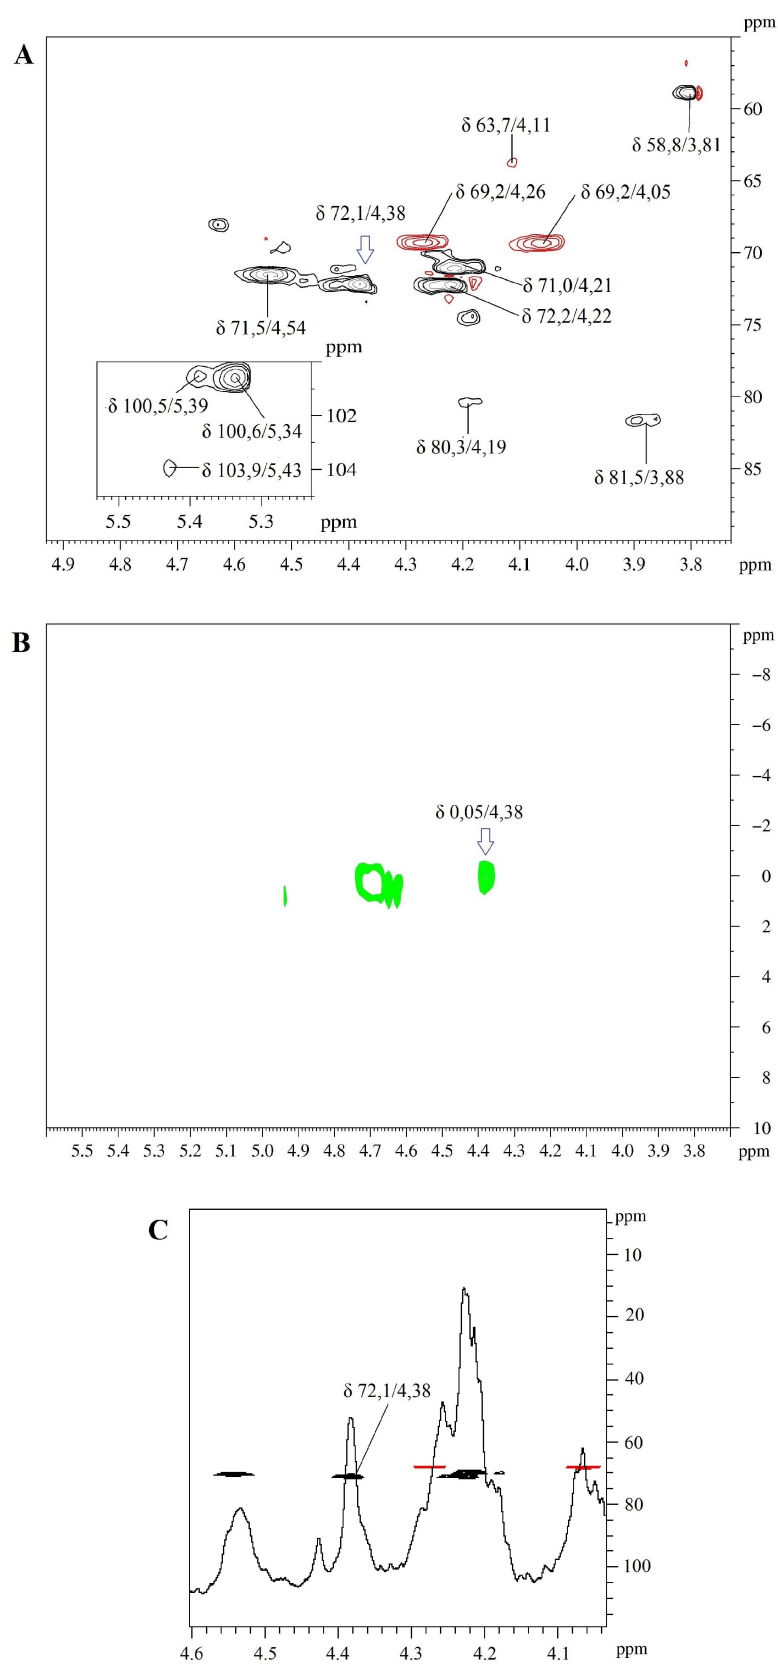 ppm
A
60
δ 63,7/4,11
δ 58,8/3,81
65
δ 69,2/4,26
δ 69,2/4,05
δ 72,1/4,38
70
δ 71,0/4,21
δ 72,2/4,22
75
δ 71,5/4,54
ppm
80
δ 100,5/5,39
102
δ 100,6/5,34
δ 80,3/4,19
δ 103,9/5,43
104
85
δ 81,5/3,88
5.5 5.4 5.3 ppm
4.9 4.8 4.7 4.6 4.5 4.4 4.3 4.2 4.1 4.0 3.9 3.8 ppm
B
ppm
−8
−6
−4
−2
δ 0,05/4,38
0
2
4
6
8
10
5.5 5.4 5.3 5.2 5.1 5.0 4.9 4.8 4.7 4.6 4.5 4.4 4.3 4.2 4.1 4.0 3.9 3.8 ppm
C
ppm
10
20
40
δ 72,1/4,38
60
80
100
4.6 4.5 4.4 4.3 4.2 4.1 ppm